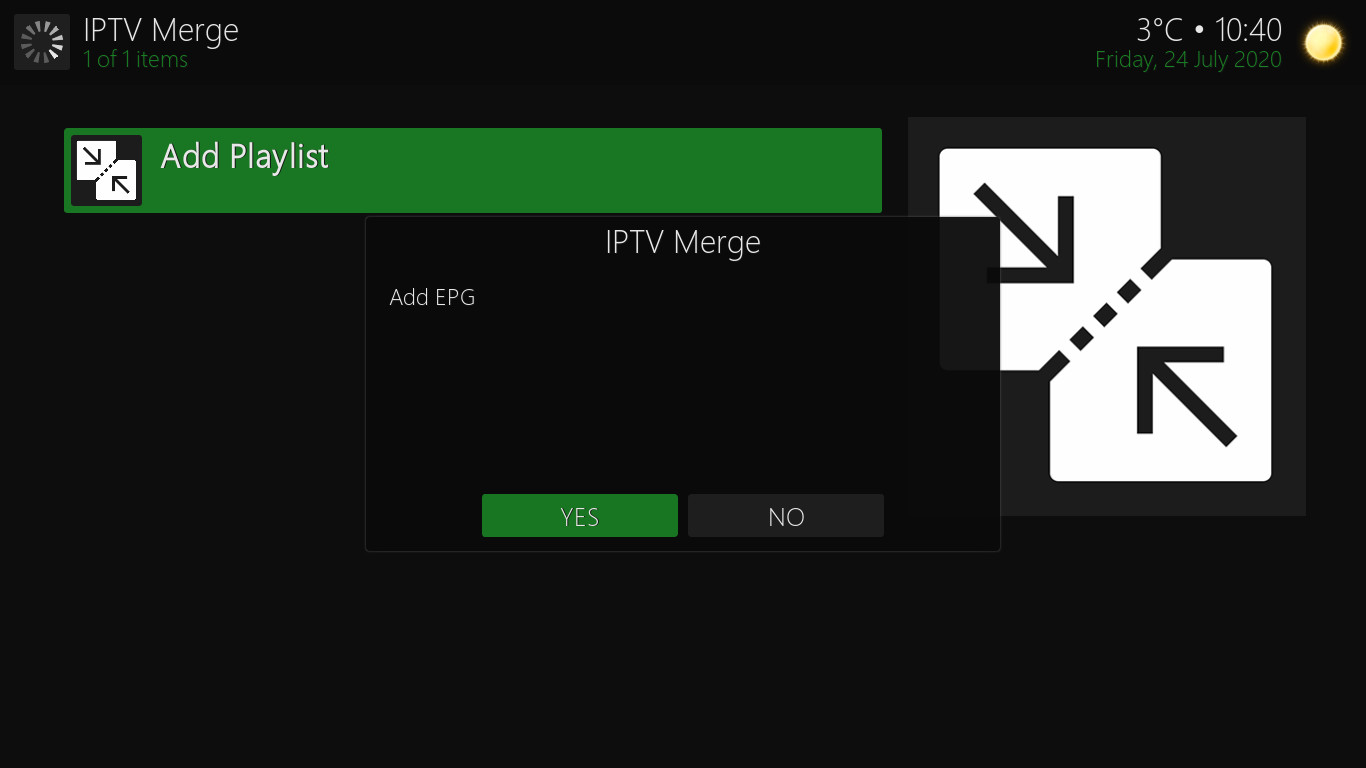 IPTV Merge
1 of 1 items
3°C • 10:40
Friday, 24 July 2020
Add Playlist
IPTV Merge
Add EPG
YES
NO